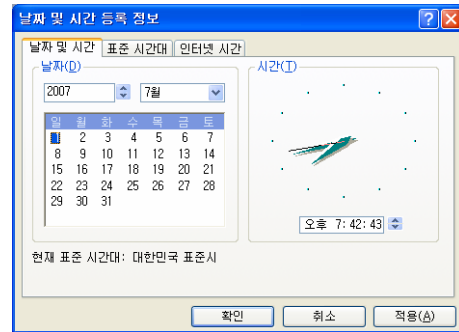 날짜 및 시간 등록 정보
날짜 및 시간 표준 시간대 인터넷 시간
날짜(D)
2007 7월
일 월 화 수 목 금 토
1 2 3 4 5 6 7
8 9 10 11 12 13 14
15 16 17 18 19 20 21
22 23 24 25 26 27 28
29 30 31
시간(T)
오후 7:42:43
현재 표준 시간대: 대한민국 표준시
확인 취소 적용(A)